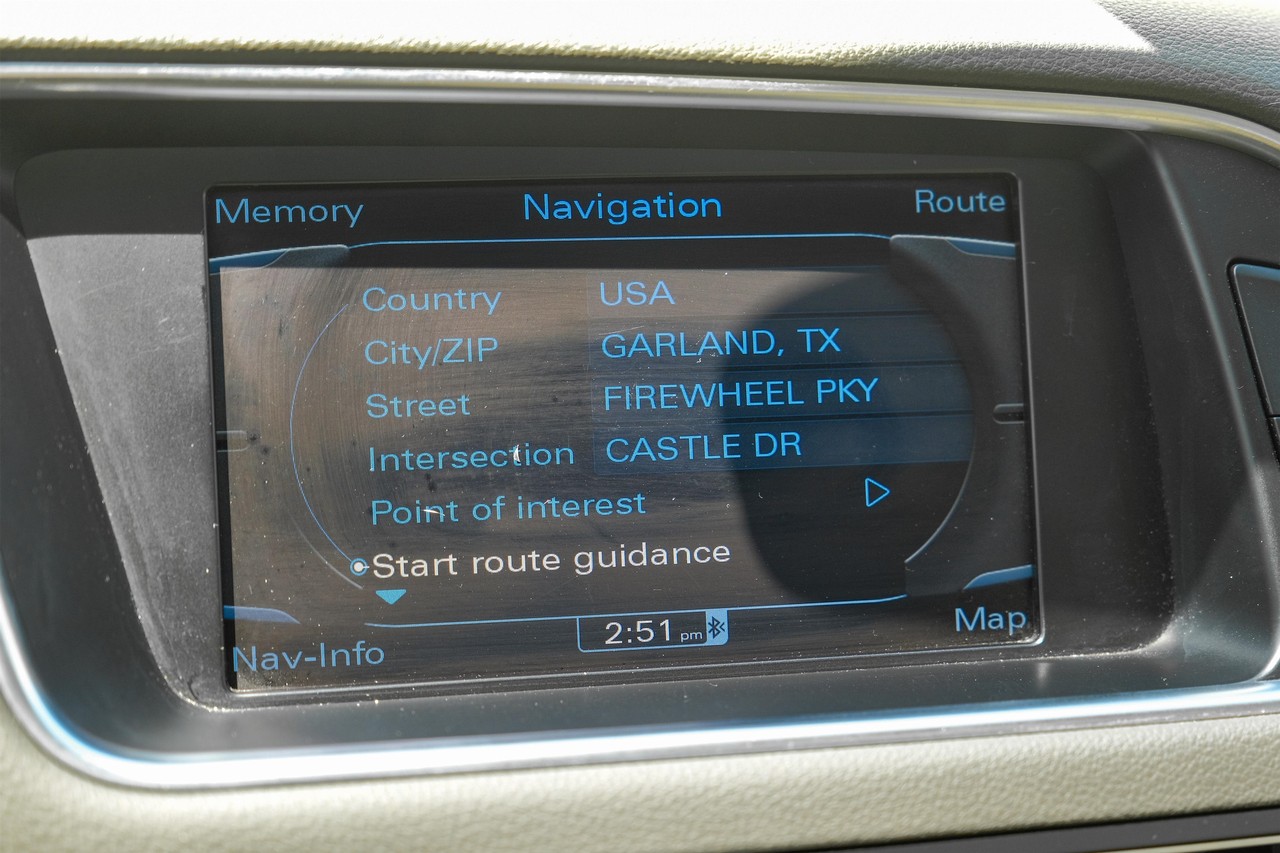 Memory Navigation Route
Country USA
City/ZIP GARLAND, TX
Street FIREWHEEL PKY
Intersection CASTLE DR
Point of interest
Start route guidance
2:51 pm
Nav-Info Map